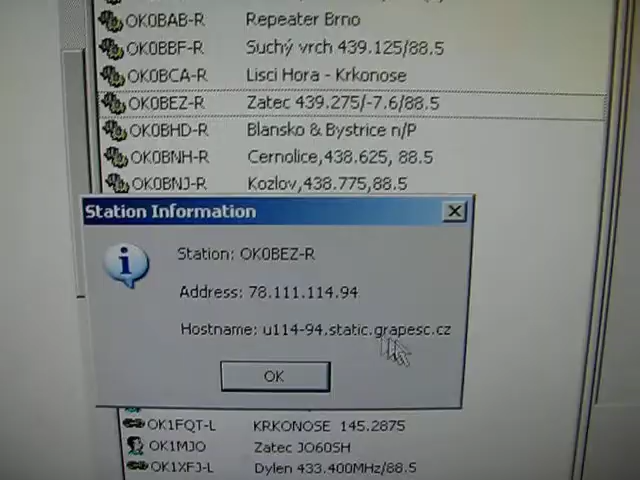 OK0BAB-R Repeater Brno
OK0BBF-R Suchý vrch 439.125/88.5
OK0BCA-R Lisci Hora - Krkonose
OK0BEZ-R Zatec 439.275/-7.6/88.5
OK0BHD-R Blansko & Bystrice n/P
OK0BNH-R Cernolice,438.625, 88.5
OK0BNJ-R Kozlov,438.775,88.5
Station Information
Station: OK0BEZ-R
Address: 78.111.114.94
Hostname: u114-94.static.grapesc.cz
OK
OK1FQT-L KRKONOSE 145.2875
OK1MJO Zatec JO60SH
OK1XFJ-L Dylen 433.400MHz/88.5